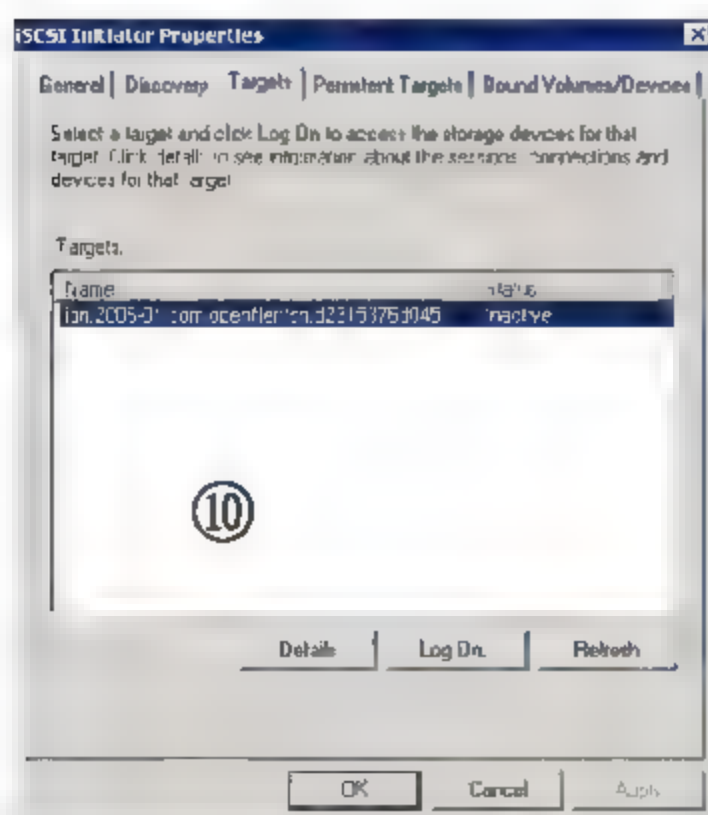 iSCSI Initiator Properties
General Discovery Targets Persistent Targets Bound Volumes/Devices
Select a target and click Log On to access the storage devices for that
target. Click details to see information about the sessions, connections and
devices for that target.
Targets:
Name Status
Inactive
⑩
Details Log On... Refresh
OK Cancel Apply